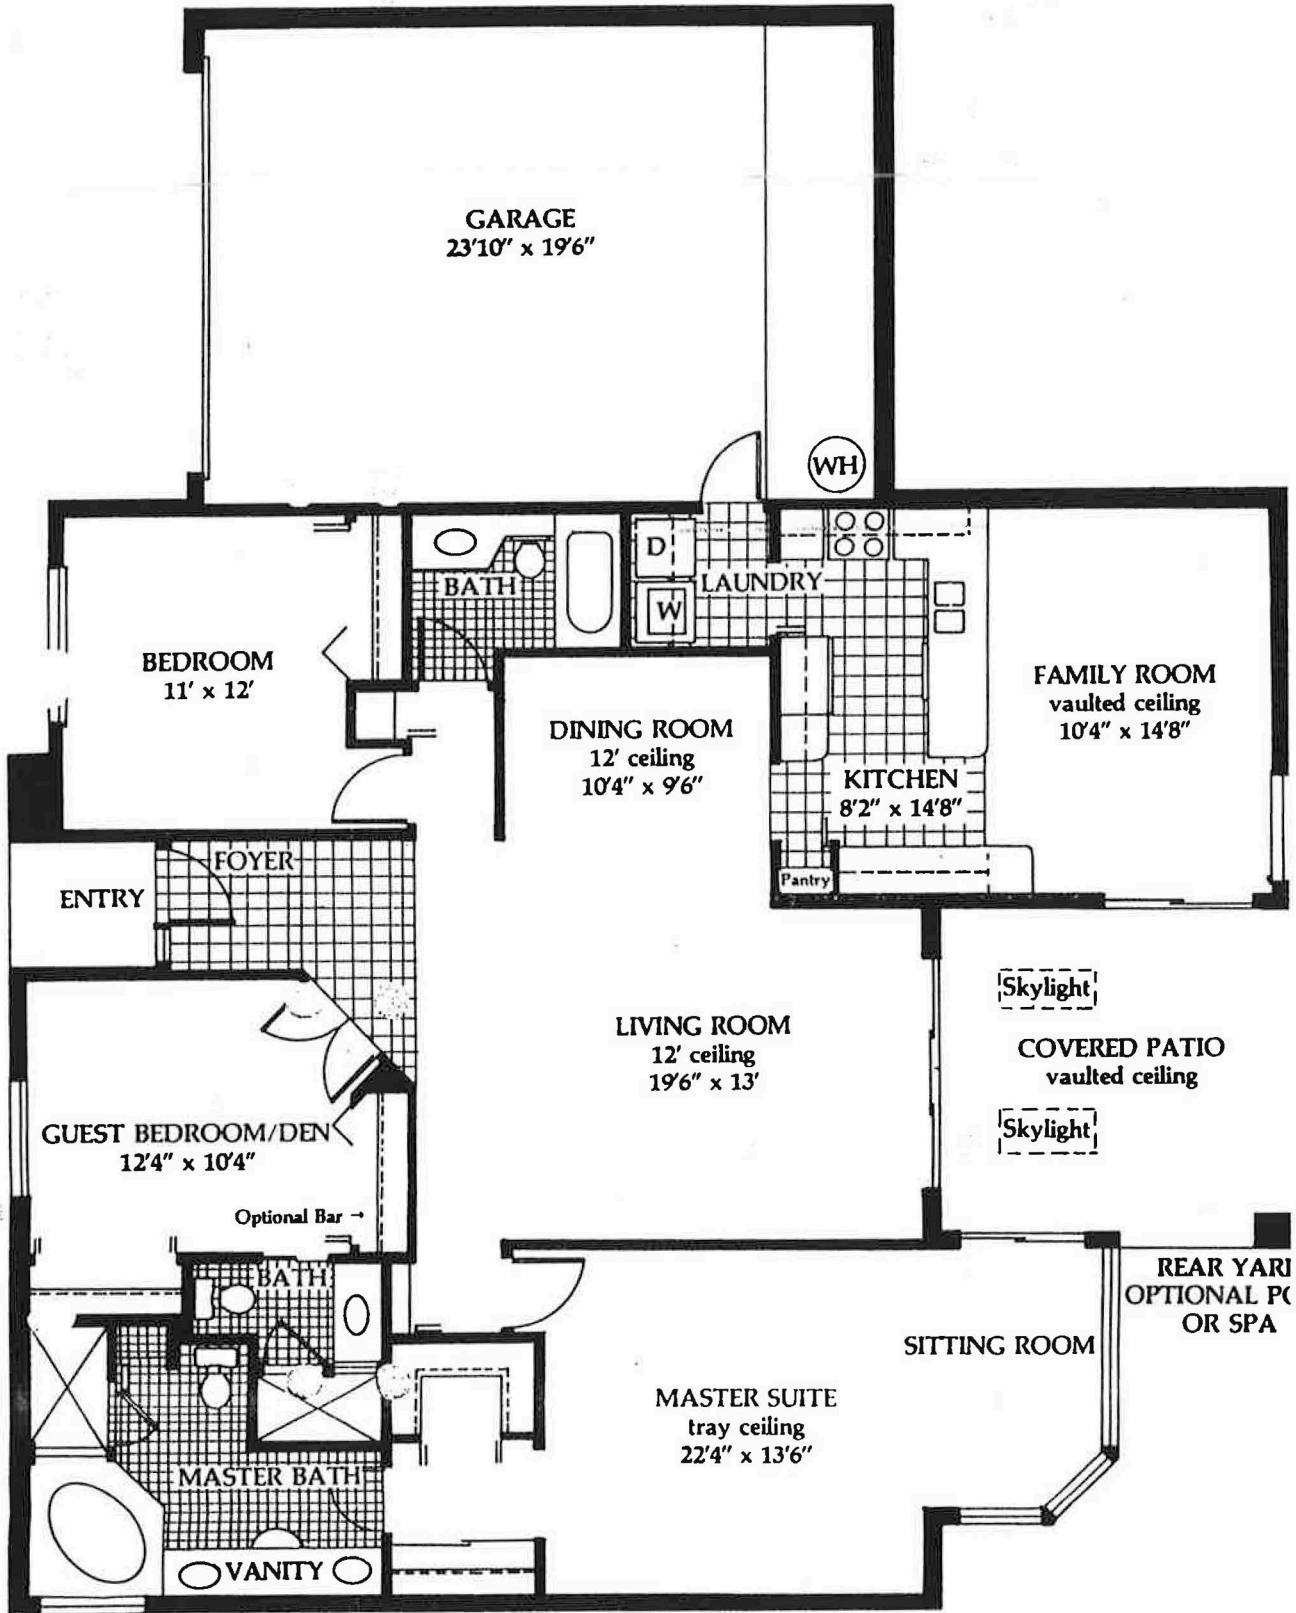 GARAGE
23'10" x 19'6"
WH
D
W
LAUNDRY
BATH
BEDROOM
11' x 12'
FAMILY ROOM
vaulted ceiling
10'4" x 14'8"
DINING ROOM
12' ceiling
10'4" x 9'6"
KITCHEN
8'2" x 14'8"
Pantry
FOYER
ENTRY
Skylight
LIVING ROOM
12' ceiling
19'6" x 13'
COVERED PATIO
vaulted ceiling
Skylight
GUEST BEDROOM/DEN
12'4" x 10'4"
Optional Bar →
BATH
REAR YARI
OPTIONAL PC
OR SPA
SITTING ROOM
MASTER SUITE
tray ceiling
22'4" x 13'6"
MASTER BATH
VANITY